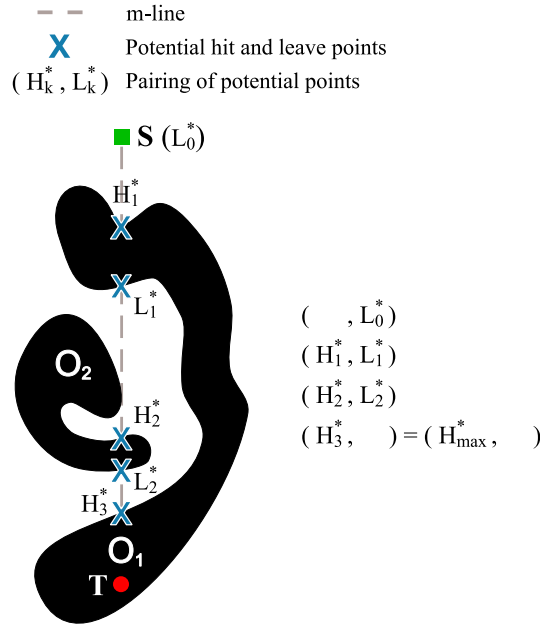 m-line
Potential hit and leave points
(H*k, L*k) Pairing of potential points
S (L*0)
H*1
L*1
( , L*0)
(H*1, L*1)
O2
(H*2, L*2)
H*2
(H*3, ) = (H*max, )
L*2
H*3
O1
T